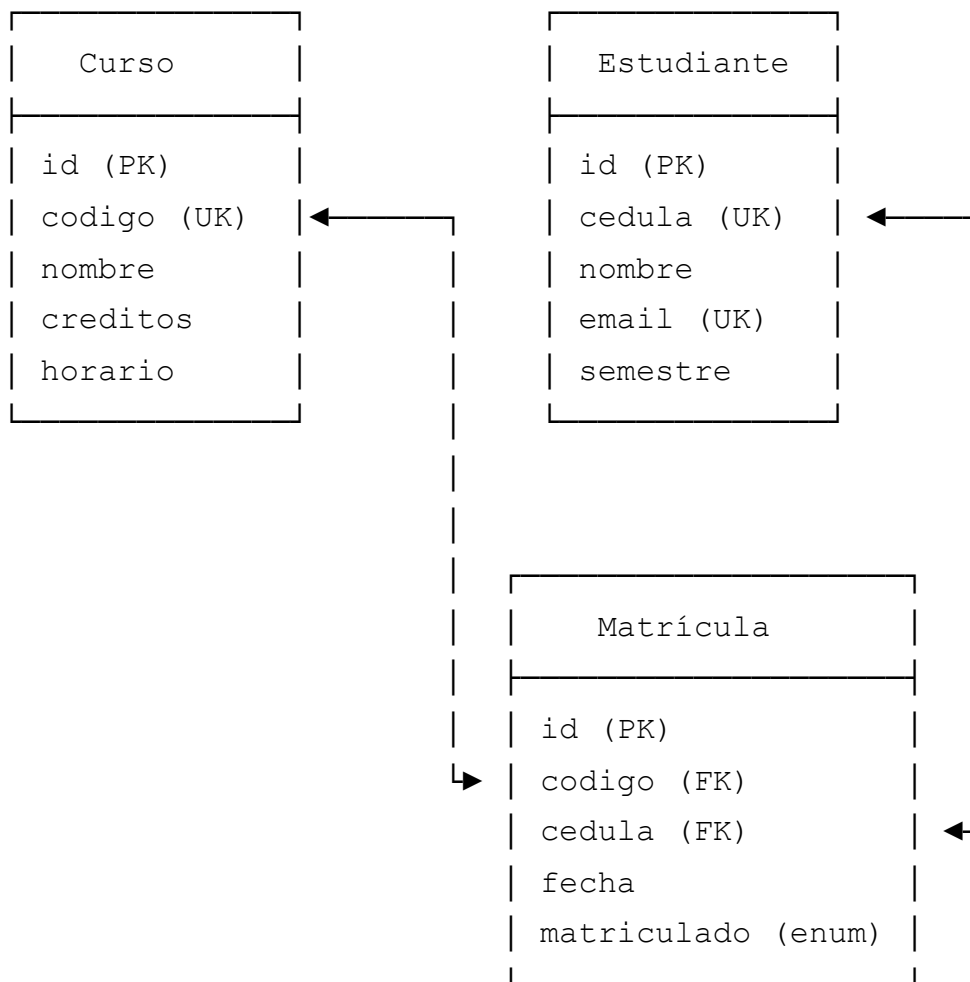 Curso
id (PK)
codigo (UK)
nombre
creditos
horario
Estudiante
id (PK)
cedula (UK)
nombre
email (UK)
semestre
Matrícula
id (PK)
codigo (FK)
cedula (FK)
fecha
matriculado (enum)